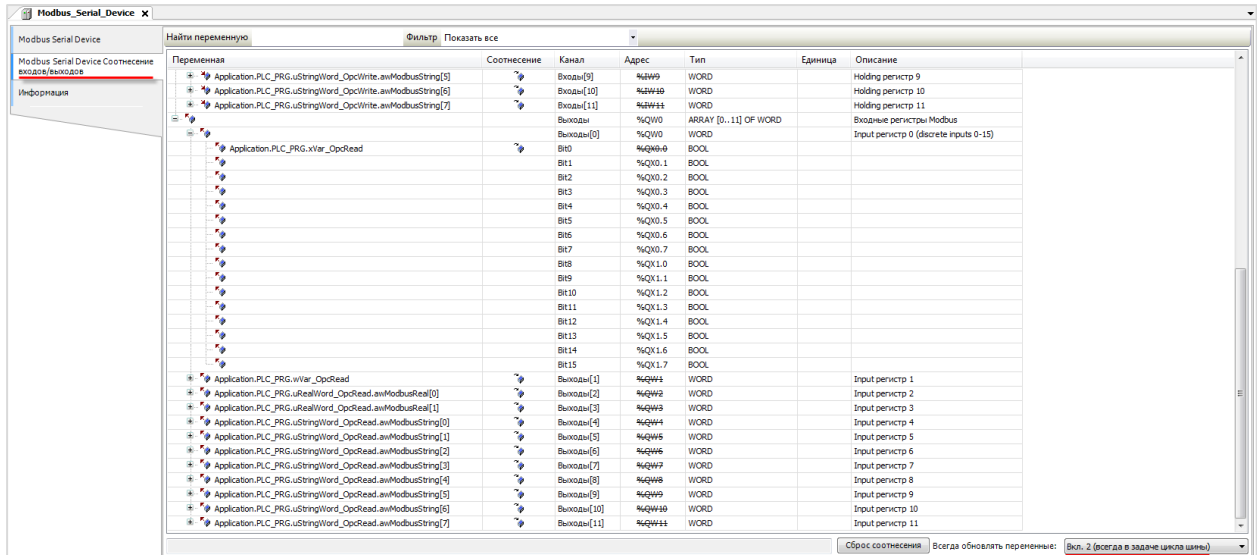 Modbus_Serial_Device X
Modbus Serial Device
Modbus Serial Device Соотнесение входов/выходов
Информация
Найти переменную Фильтр Показать все
Переменная Соотнесение Канал Адрес Тип Единица Описание
Application.PLC_PRG.uStringWord_OpcWrite.awModbusString[5] Входы[9] %IW9 WORD Holding регистр 9
Application.PLC_PRG.uStringWord_OpcWrite.awModbusString[6] Входы[10] %IW10 WORD Holding регистр 10
Application.PLC_PRG.uStringWord_OpcWrite.awModbusString[7] Входы[11] %IW11 WORD Holding регистр 11
Выходы %QW0 ARRAY [0..11] OF WORD Входные регистры Modbus
Выходы[0] %QW0 WORD Input регистр 0 (discrete inputs 0-15)
Application.PLC_PRG.xVar_OpcRead Bit0 %QX0.0 BOOL
Bit1 %QX0.1 BOOL
Bit2 %QX0.2 BOOL
Bit3 %QX0.3 BOOL
Bit4 %QX0.4 BOOL
Bit5 %QX0.5 BOOL
Bit6 %QX0.6 BOOL
Bit7 %QX0.7 BOOL
Bit8 %QX1.0 BOOL
Bit9 %QX1.1 BOOL
Bit10 %QX1.2 BOOL
Bit11 %QX1.3 BOOL
Bit12 %QX1.4 BOOL
Bit13 %QX1.5 BOOL
Bit14 %QX1.6 BOOL
Bit15 %QX1.7 BOOL
Application.PLC_PRG.wVar_OpcRead Выходы[1] %QW1 WORD Input регистр 1
Application.PLC_PRG.uRealWord_OpcRead.awModbusReal[0] Выходы[2] %QW2 WORD Input регистр 2
Application.PLC_PRG.uRealWord_OpcRead.awModbusReal[1] Выходы[3] %QW3 WORD Input регистр 3
Application.PLC_PRG.uStringWord_OpcRead.awModbusString[0] Выходы[4] %QW4 WORD Input регистр 4
Application.PLC_PRG.uStringWord_OpcRead.awModbusString[1] Выходы[5] %QW5 WORD Input регистр 5
Application.PLC_PRG.uStringWord_OpcRead.awModbusString[2] Выходы[6] %QW6 WORD Input регистр 6
Application.PLC_PRG.uStringWord_OpcRead.awModbusString[3] Выходы[7] %QW7 WORD Input регистр 7
Application.PLC_PRG.uStringWord_OpcRead.awModbusString[4] Выходы[8] %QW8 WORD Input регистр 8
Application.PLC_PRG.uStringWord_OpcRead.awModbusString[5] Выходы[9] %QW9 WORD Input регистр 9
Application.PLC_PRG.uStringWord_OpcRead.awModbusString[6] Выходы[10] %QW10 WORD Input регистр 10
Application.PLC_PRG.uStringWord_OpcRead.awModbusString[7] Выходы[11] %QW11 WORD Input регистр 11
Сброс соотнесения Всегда обновлять переменные: Вкл. 2 (всегда в задаче цикла шины)